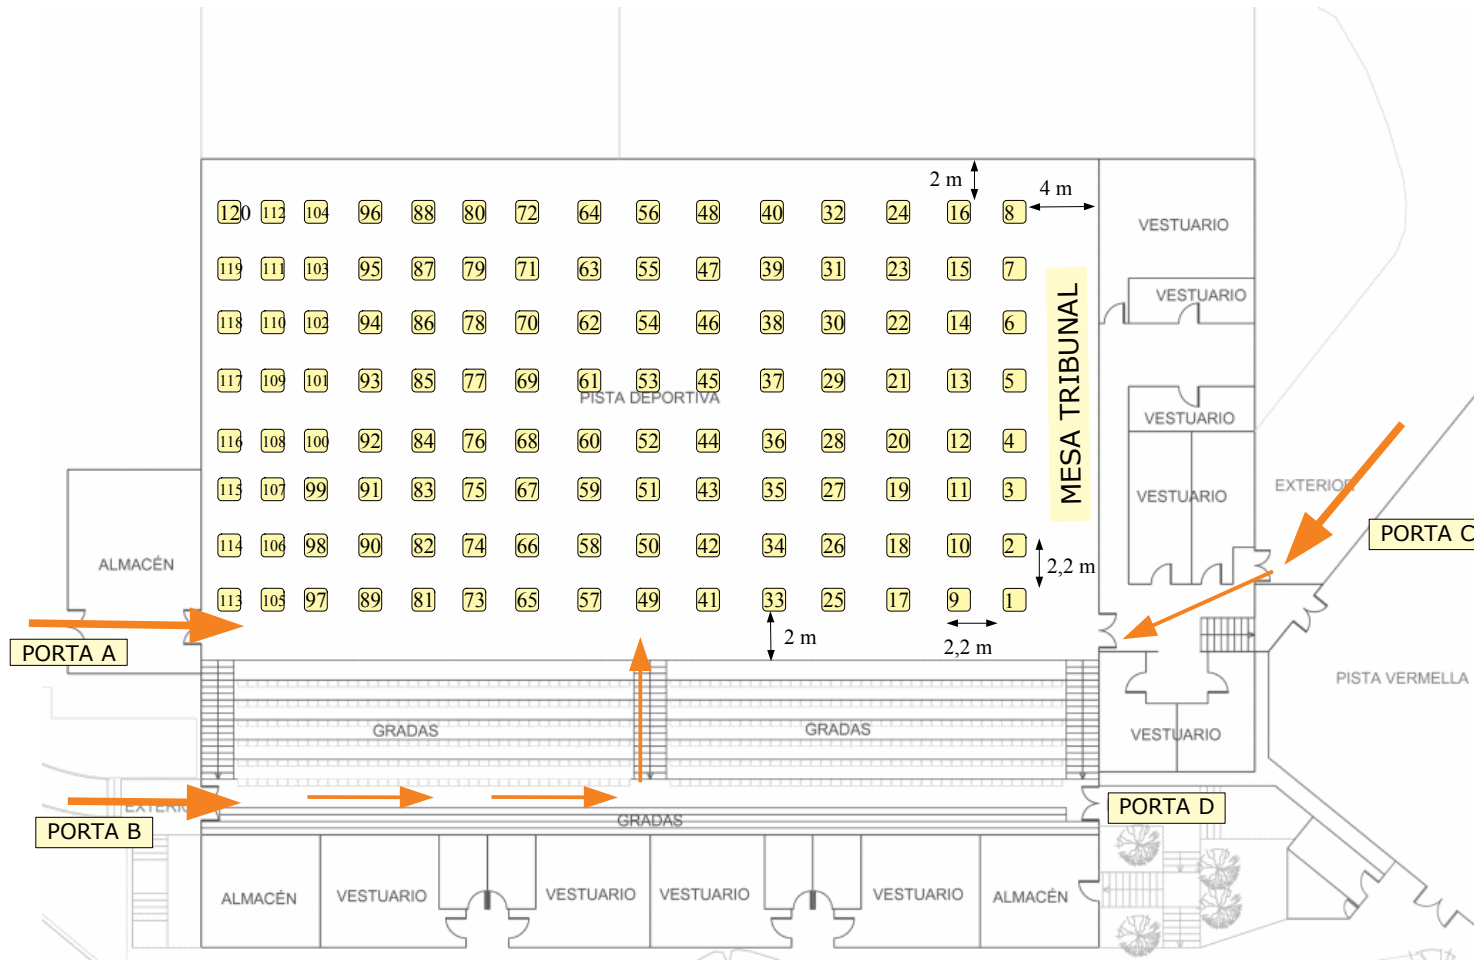 2 m
4 m
120 112 104 96 88 80 72 64 56 48 40 32 24 16 8
VESTUARIO
119 111 103 95 87 79 71 63 55 47 39 31 23 15 7
VESTUARIO
118 110 102 94 86 78 70 62 54 46 38 30 22 14 6
MESA TRIBUNAL
117 109 101 93 85 77 69 61 53 45 37 29 21 13 5
PISTA DEPORTIVA
VESTUARIO
116 108 100 92 84 76 68 60 52 44 36 28 20 12 4
115 107 99 91 83 75 67 59 51 43 35 27 19 11 3
VESTUARIO
EXTERIOR
PORTA C
114 106 98 90 82 74 66 58 50 42 34 26 18 10 2
ALMACÉN
2,2 m
113 105 97 89 81 73 65 57 49 41 33 25 17 9 1
2 m
2,2 m
PORTA A
PISTA VERMELLA
GRADAS
GRADAS
VESTUARIO
EXTERIOR
PORTA D
GRADAS
PORTA B
ALMACÉN
VESTUARIO
VESTUARIO
VESTUARIO
VESTUARIO
ALMACÉN